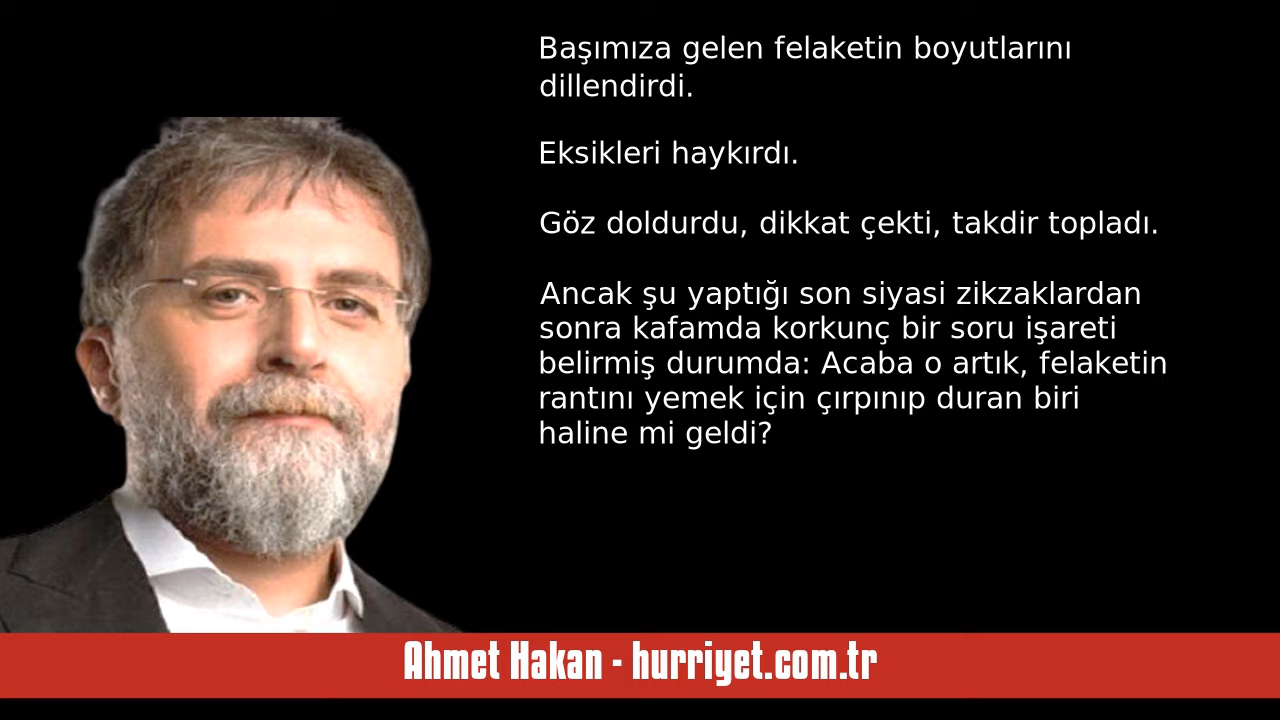 Başımıza gelen felaketin boyutlarını
dillendirdi.
Eksikleri haykırdı.
Göz doldurdu, dikkat çekti, takdir topladı.
Ancak şu yaptığı son siyasi zikzaklardan
sonra kafamda korkunç bir soru işareti
belirmiş durumda: Acaba o artık, felaketin
rantını yemek için çırpınıp duran biri
haline mi geldi?
Ahmet Hakan - hurriyet.com.tr